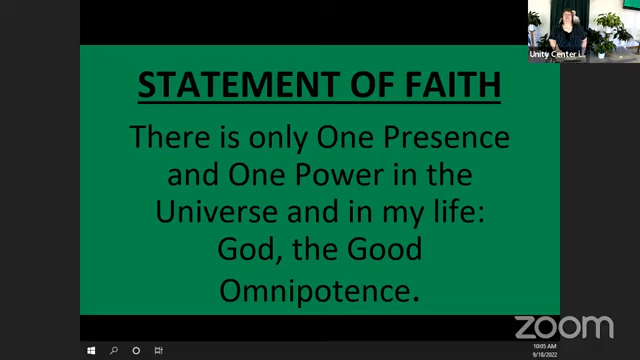 STATEMENT OF FAITH
There is only One Presence
and One Power in the
Universe and in my life:
God, the Good
Omnipotence.
Unity Center i...
zoom
10:05 AM
9/18/2022